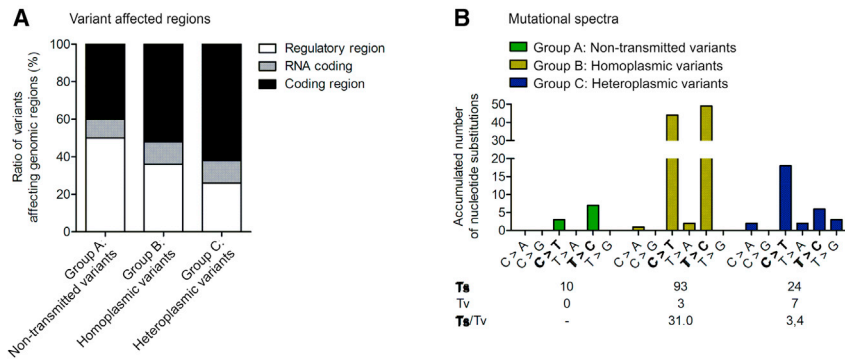 A
Variant affected regions
Regulatory region
RNA coding
Coding region
Ratio of variants
affecting genomic regions (%)
100
80
60
40
20
0
Group A.
Non-transmitted variants
Group B.
Homoplasmic variants
Group C.
Heteroplasmic variants
B
Mutational spectra
Group A: Non-transmitted variants
Group B: Homoplasmic variants
Group C: Heteroplasmic variants
Accumulated number
of nucleotide substitutions
50
40
30
20
15
10
5
0
C > A
C > G
C > T
T > A
T > C
T > G
C > A
C > G
C > T
T > A
T > C
T > G
C > A
C > G
C > T
T > A
T > C
T > G
Ts 10 93 24
Tv 0 3 7
Ts/Tv - 31.0 3,4